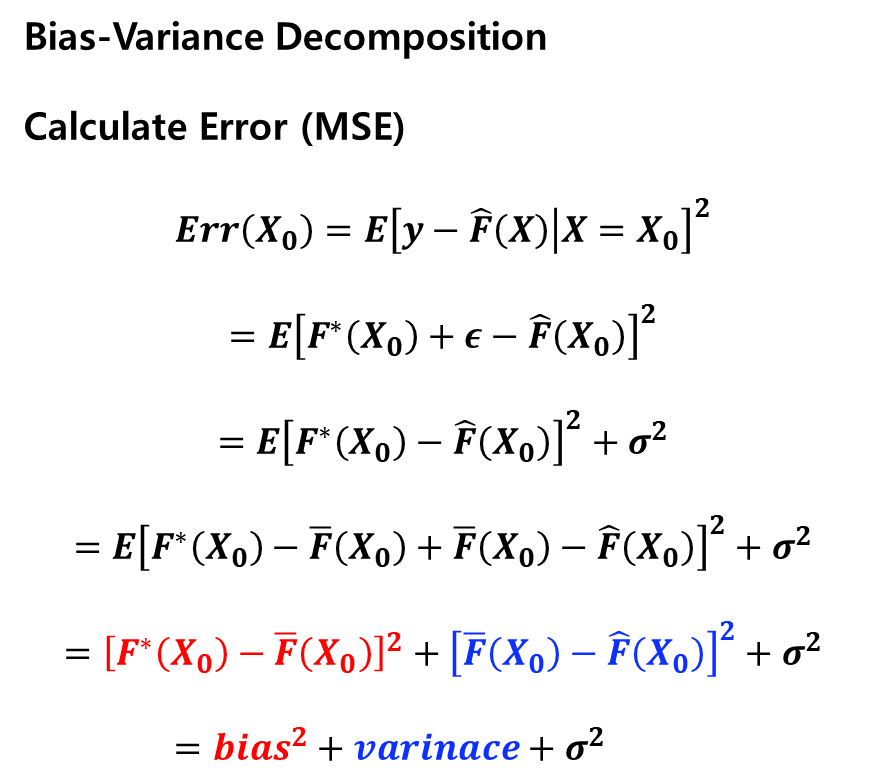 Bias-Variance Decomposition
Calculate Error (MSE)
Err(X₀) = E[y − F̂(X)|X = X₀]²
= E[F*(X₀) + ϵ − F̂(X₀)]²
= E[F*(X₀) − F̂(X₀)]² + σ²
= E[F*(X₀) − F̅(X₀) + F̅(X₀) − F̂(X₀)]² + σ²
= [F*(X₀) − F̅(X₀)]² + [F̅(X₀) − F̂(X₀)]² + σ²
= bias² + varinace + σ²